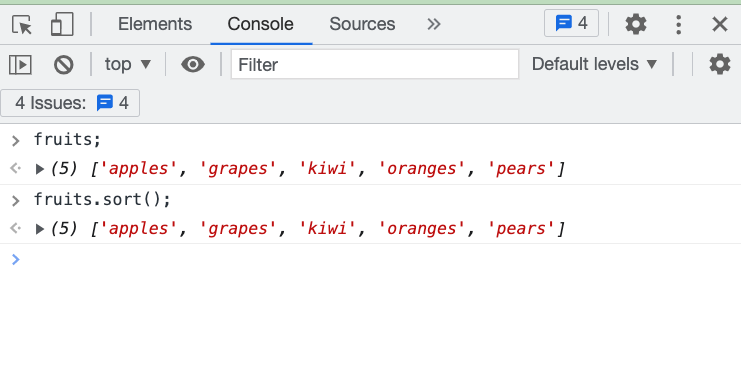 Elements Console Sources 4
top Filter Default levels
4 Issues: 4
fruits;
(5) ['apples', 'grapes', 'kiwi', 'oranges', 'pears']
fruits.sort();
(5) ['apples', 'grapes', 'kiwi', 'oranges', 'pears']